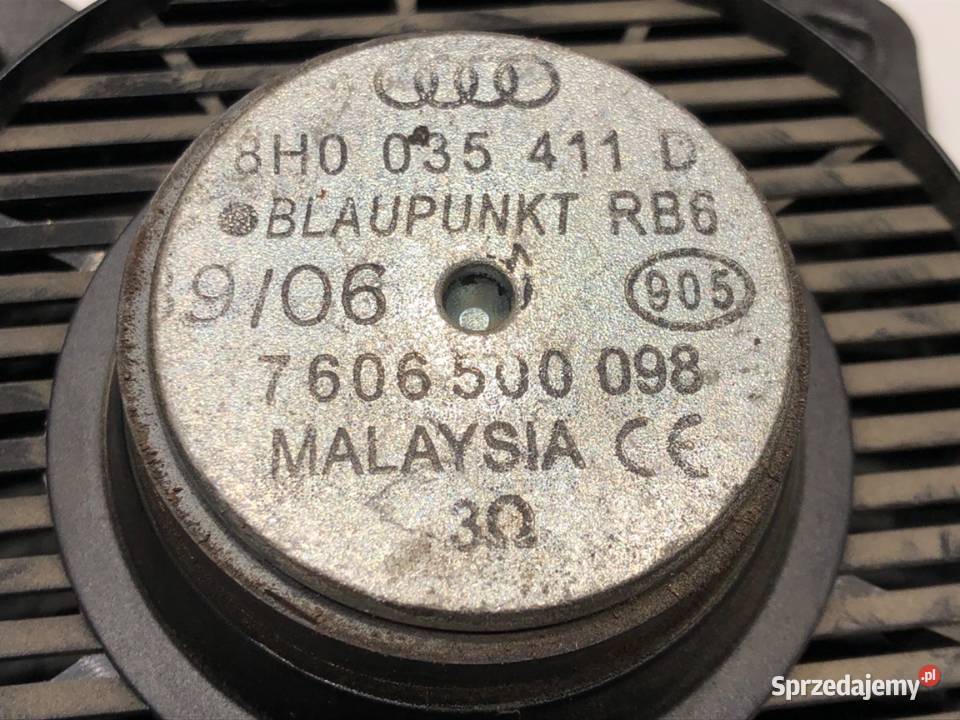 8H0 035 411 D
BLAUPUNKT RB6
9/06 905
7 606 500 098
MALAYSIA CE
3Ω
Sprzedajemy.pl